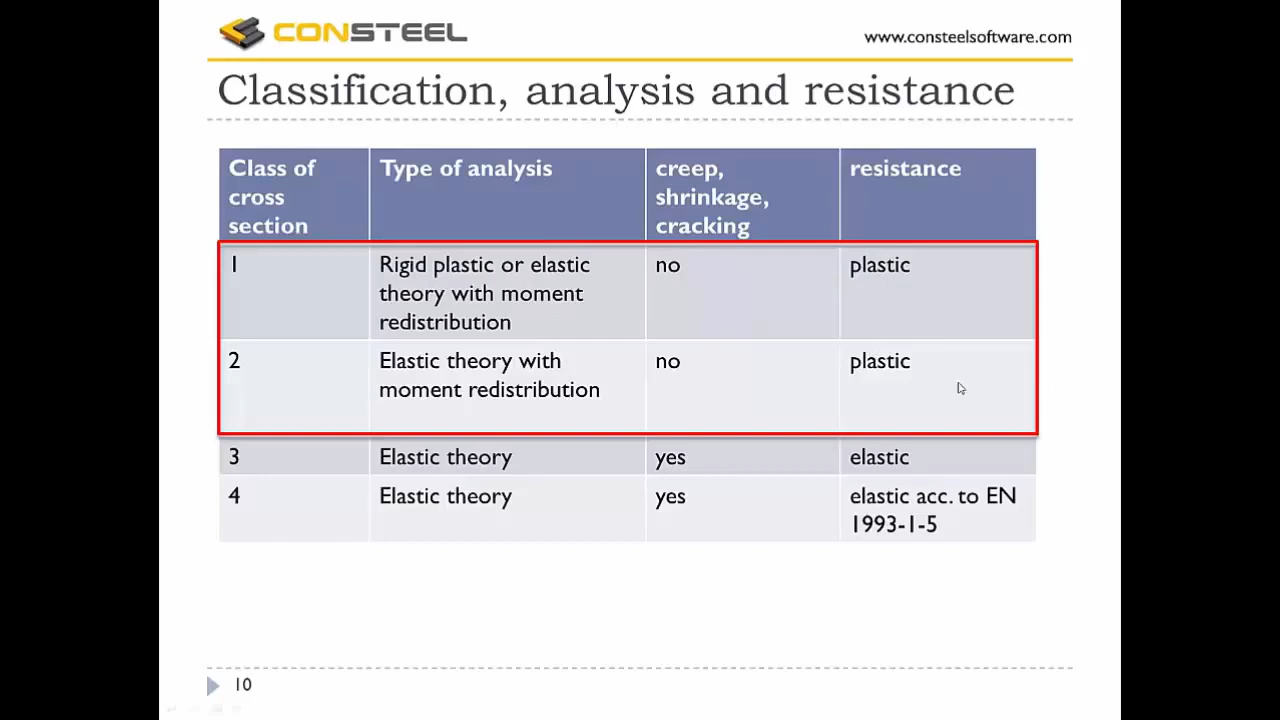 CONSTEEL
www.consteelsoftware.com
Classification, analysis and resistance
Class of
cross
section
Type of analysis
creep,
shrinkage,
cracking
resistance
1
Rigid plastic or elastic
theory with moment
redistribution
no
plastic
2
Elastic theory with
moment redistribution
no
plastic
3
Elastic theory
yes
elastic
4
Elastic theory
yes
elastic acc. to EN
1993-1-5
10